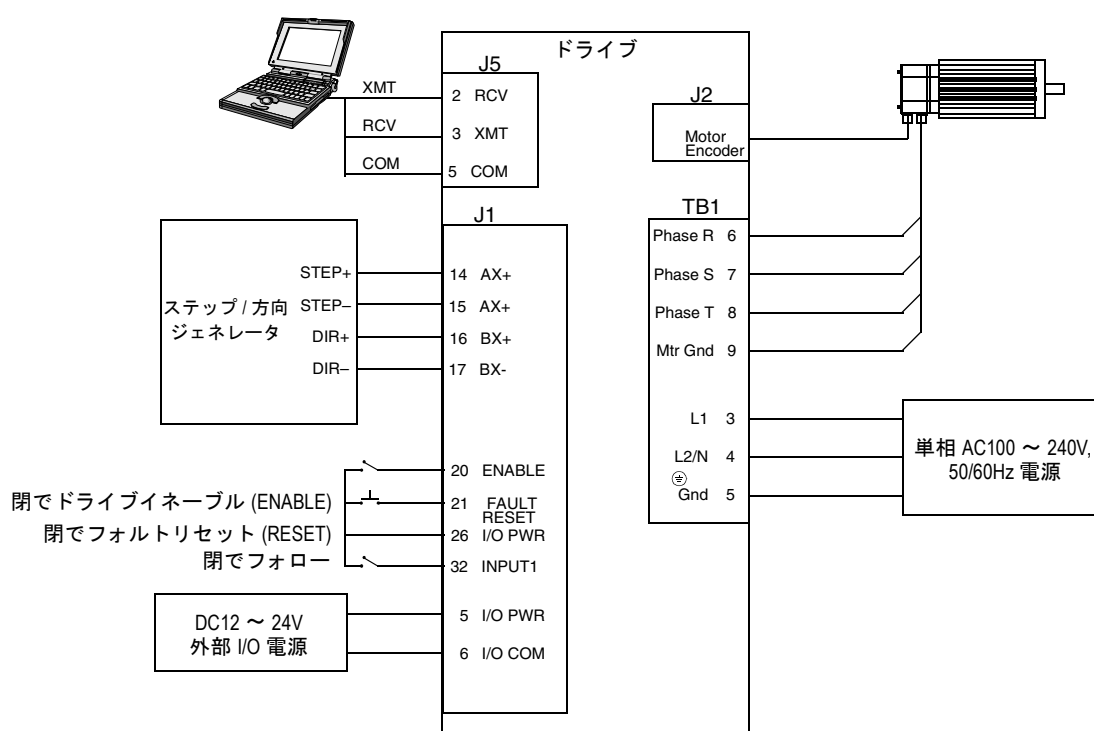 ドライブ
J5
XMT
2 RCV
RCV
3 XMT
COM
5 COM
J2
Motor
Encoder
J1
STEP+
14 AX+
ステップ / 方向
ジェネレータ
STEP–
15 AX+
DIR+
16 BX+
DIR–
17 BX-
TB1
Phase R 6
Phase S 7
Phase T 8
Mtr Gnd 9
L1 3
L2/N 4
Gnd 5
単相 AC100 ～ 240V,
50/60Hz 電源
20 ENABLE
閉でドライブイネーブル (ENABLE)
21 FAULT
RESET
閉でフォルトリセット (RESET)
26 I/O PWR
閉でフォロー
32 INPUT1
DC12 ～ 24V
外部 I/O 電源
5 I/O PWR
6 I/O COM